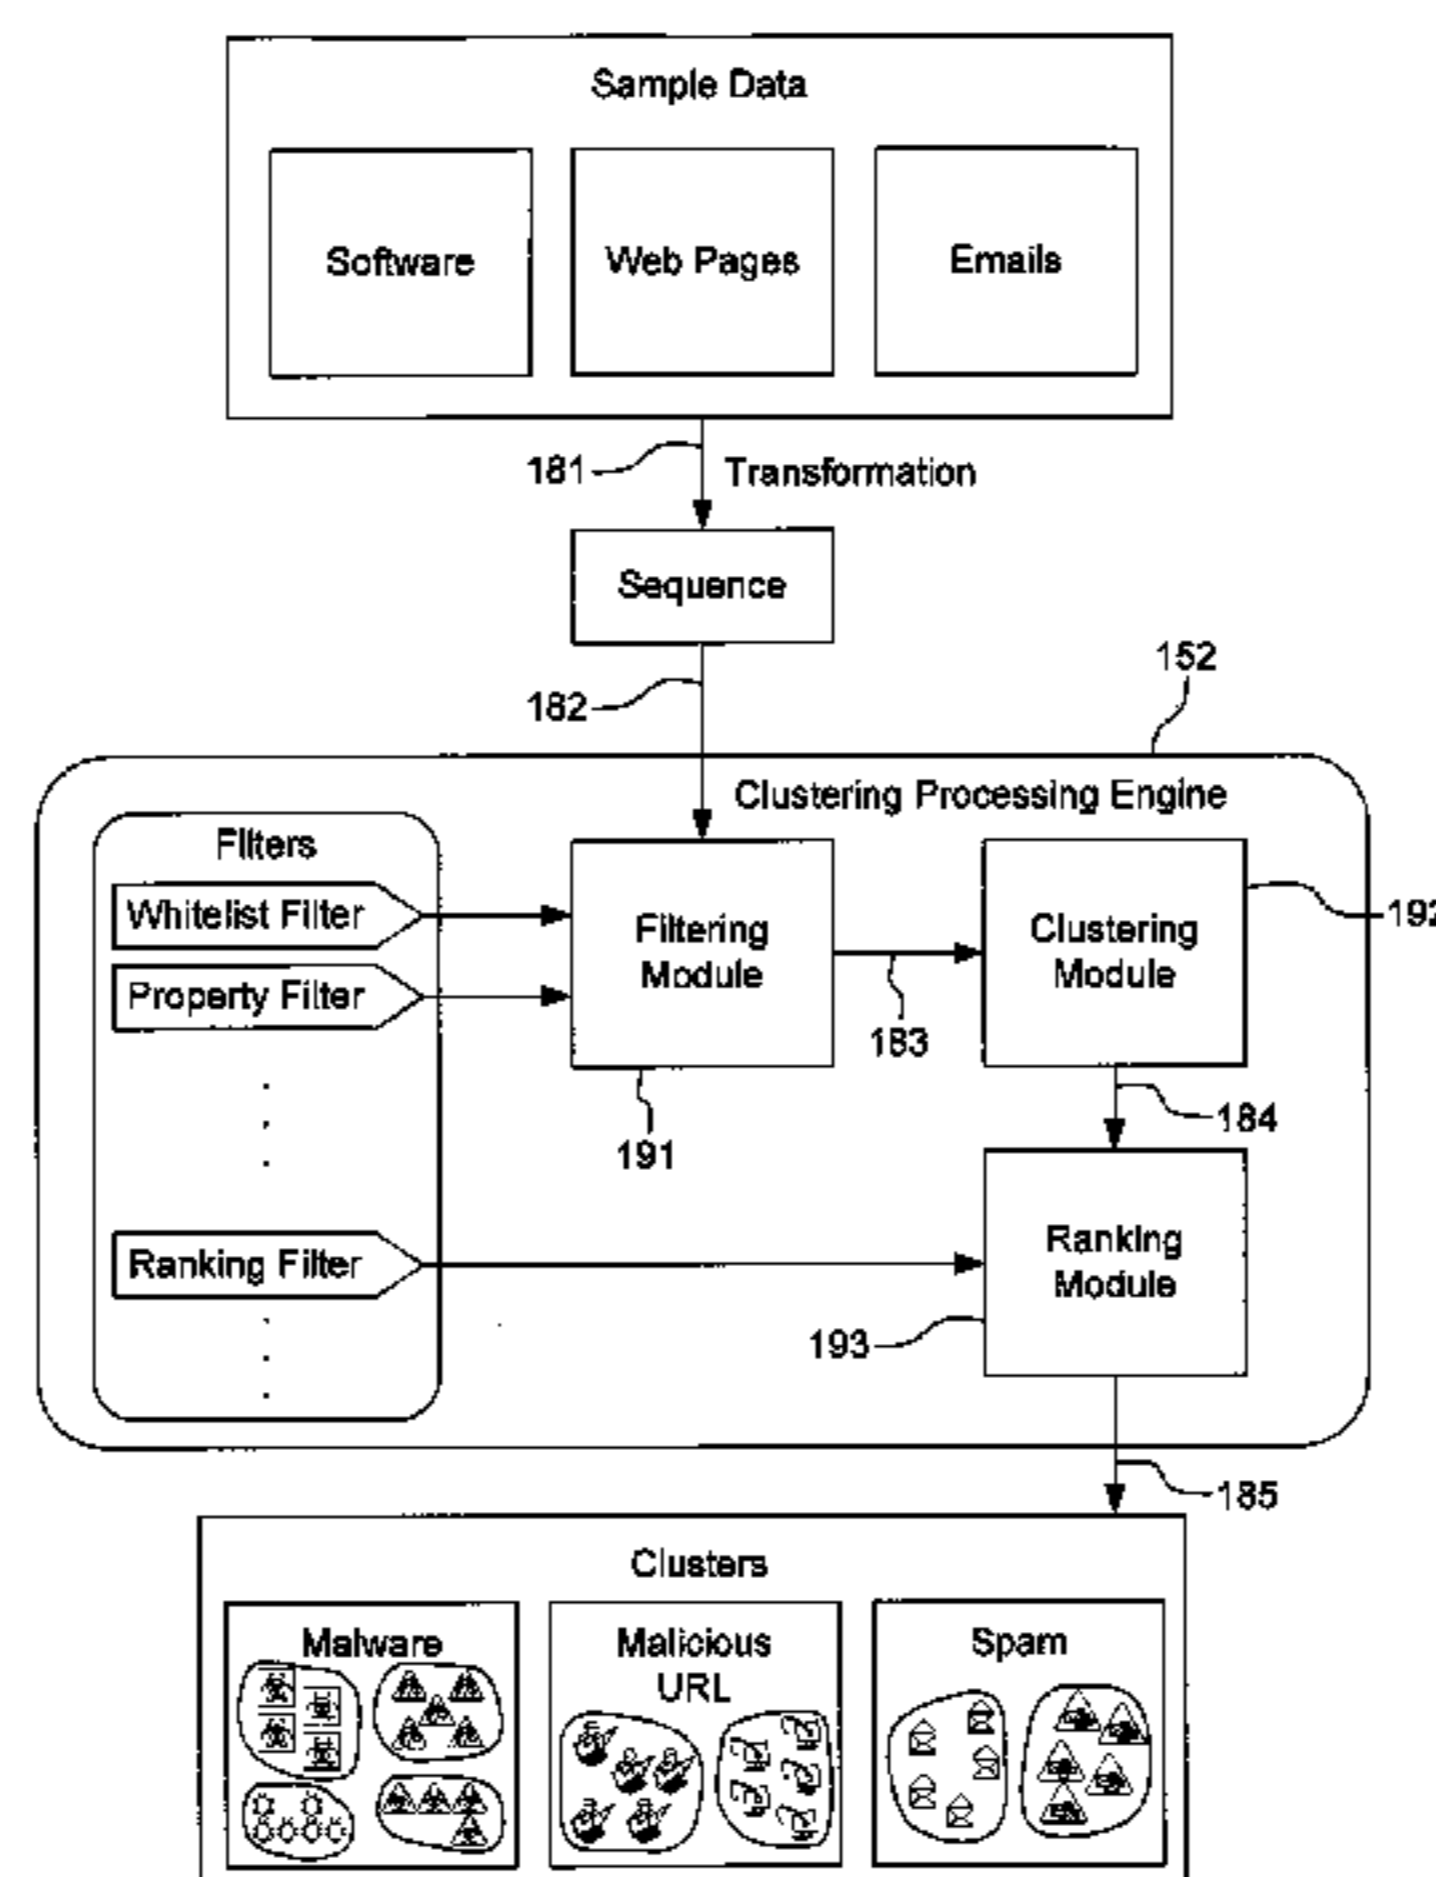 Sample Data
Software
Web Pages
Emails
181
Transformation
Sequence
182
152
Clustering Processing Engine
Filters
Whitelist Filter
Property Filter
Filtering
Module
Clustering
Module
192
183
191
184
Ranking Filter
Ranking
Module
193
185
Clusters
Malware
Malicious
URL
Spam